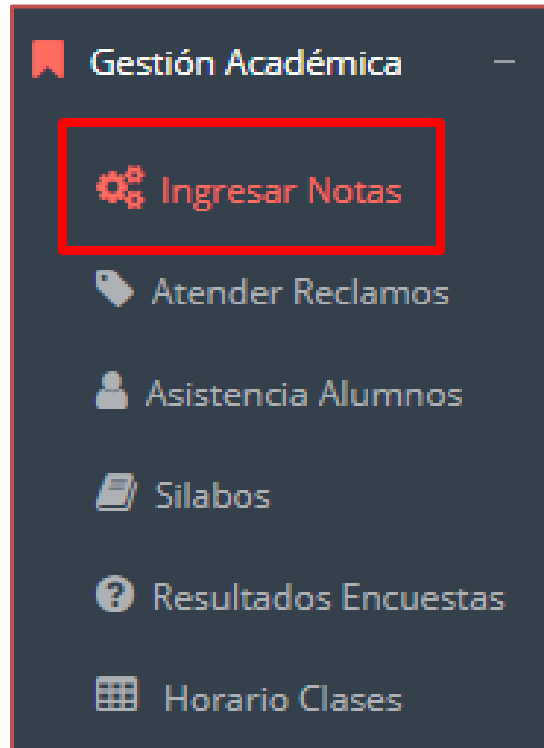 Gestión Académica
Ingresar Notas
Atender Reclamos
Asistencia Alumnos
Silabos
Resultados Encuestas
Horario Clases